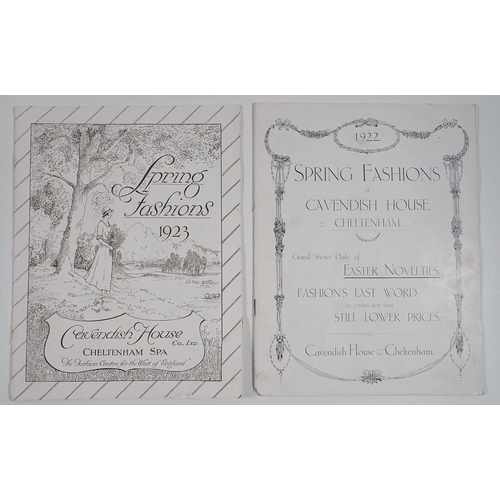 Spring
Fashions
1923
Cavendish House
Co., Ltd
CHELTENHAM SPA
"The Fashion Centre for the West of England"
1922
SPRING FASHIONS
at
CAVENDISH HOUSE,
:: CHELTENHAM. ::
Grand Shows Daily of
EASTER NOVELTIES.
FASHION'S LAST WORD
STILL LOWER PRICES.
Cavendish House Cheltenham.